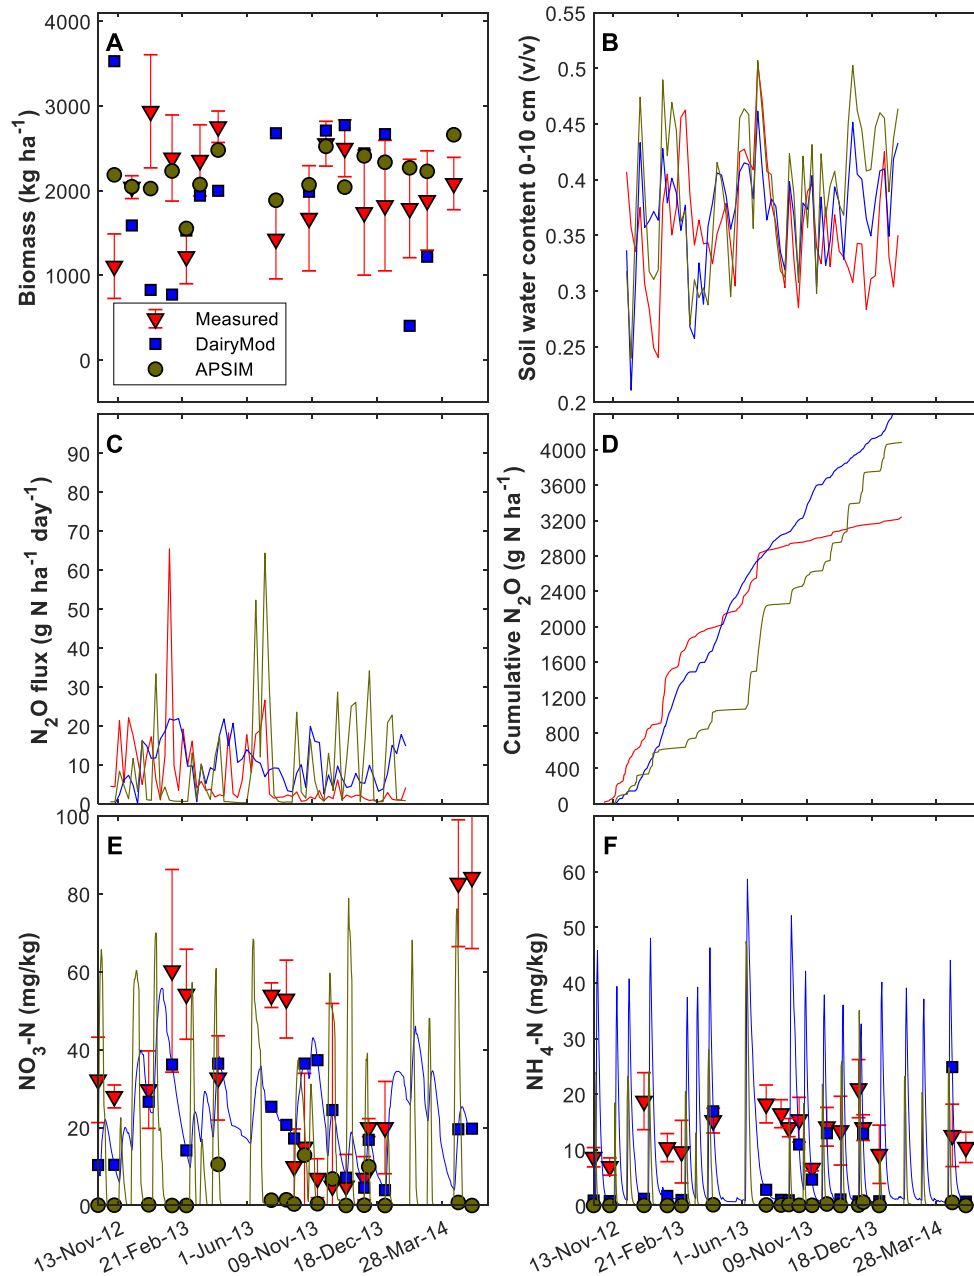 A
Biomass (kg ha-1)
4000
3000
2000
1000
0
Measured
DairyMod
APSIM
B
Soil water content 0-10 cm (v/v)
0.55
0.5
0.45
0.4
0.35
0.3
0.25
0.2
C
N2O flux (g N ha-1 day-1)
90
80
70
60
50
40
30
20
10
0
D
Cumulative N2O (g N ha-1)
4000
3600
3200
2800
2400
2000
1600
1200
800
400
0
E
NO3-N (mg/kg)
100
80
60
40
20
0
13-Nov-12
21-Feb-13
1-Jun-13
09-Nov-13
18-Dec-13
28-Mar-14
F
NH4-N (mg/kg)
60
50
40
30
20
10
0
13-Nov-12
21-Feb-13
1-Jun-13
09-Nov-13
18-Dec-13
28-Mar-14